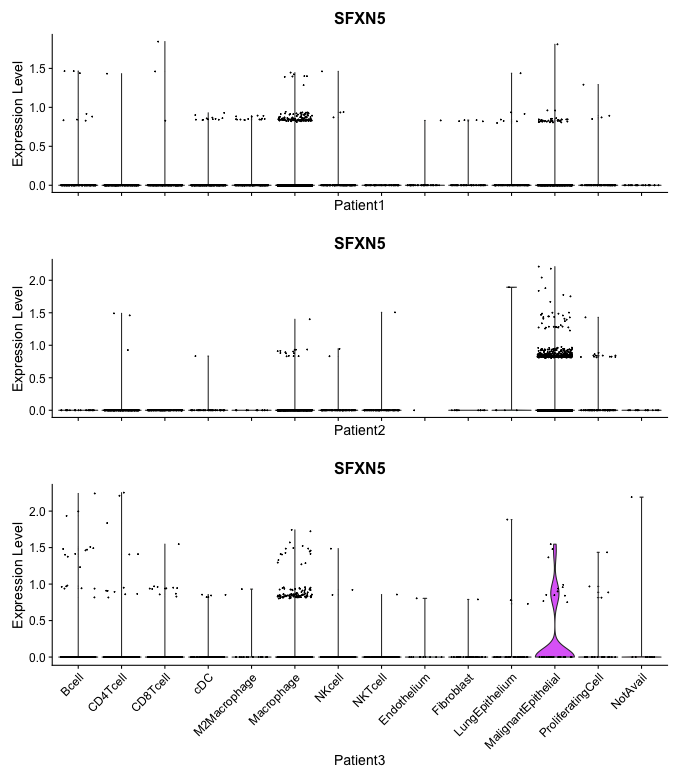 SFXN5
Expression Level
1.5
1.0
0.5
0.0
Patient1
SFXN5
Expression Level
2.0
1.5
1.0
0.5
0.0
Patient2
SFXN5
Expression Level
2.0
1.5
1.0
0.5
0.0
Bcell
CD4Tcell
CD8Tcell
cDC
M2Macrophage
Macrophage
NKcell
NKTcell
Endothelium
Fibroblast
LungEpithelium
MalignantEpithelial
ProliferatingCell
NotAvail
Patient3